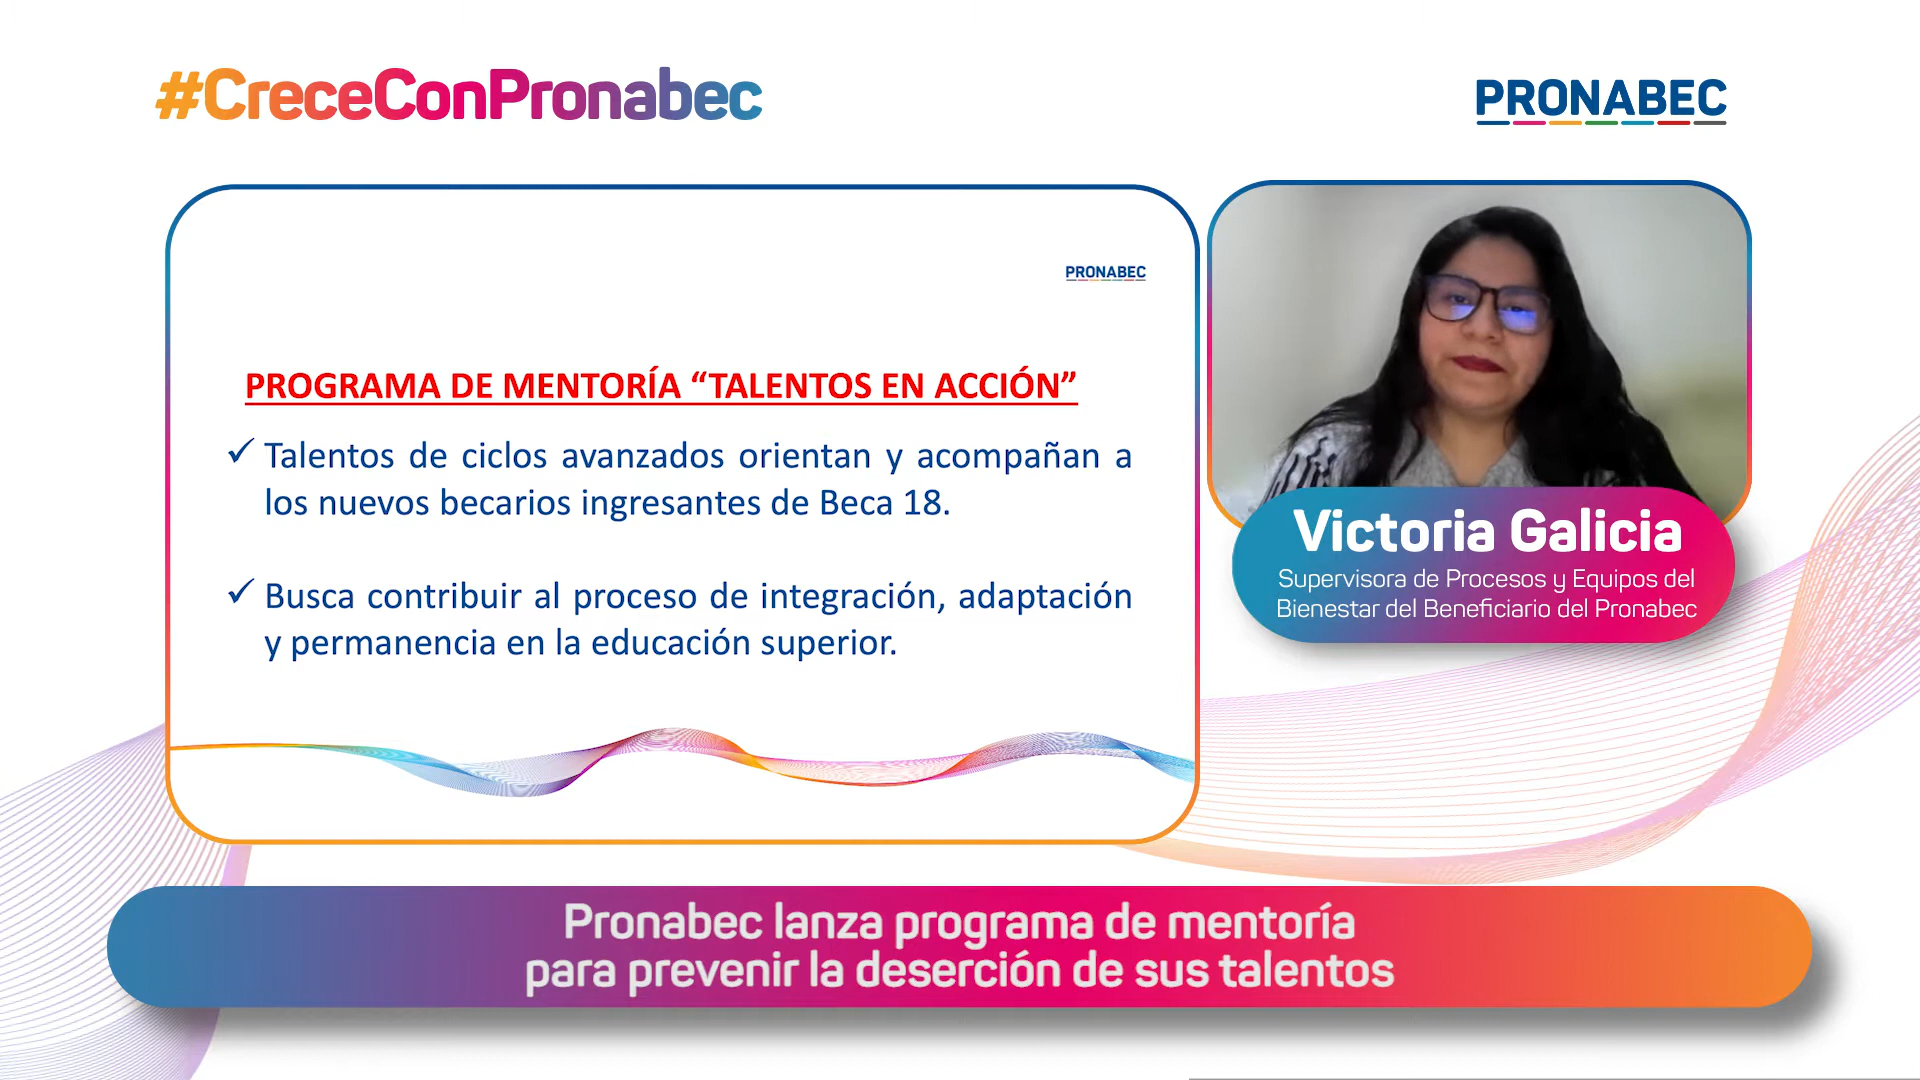 #CreceConPronabec
PRONABEC
PRONABEC
PROGRAMA DE MENTORÍA “TALENTOS EN ACCIÓN”
✓ Talentos de ciclos avanzados orientan y acompañan a
los nuevos becarios ingresantes de Beca 18.
✓ Busca contribuir al proceso de integración, adaptación
y permanencia en la educación superior.
Victoria Galicia
Supervisora de Procesos y Equipos del
Bienestar del Beneficiario del Pronabec
Pronabec lanza programa de mentoría
para prevenir la deserción de sus talentos